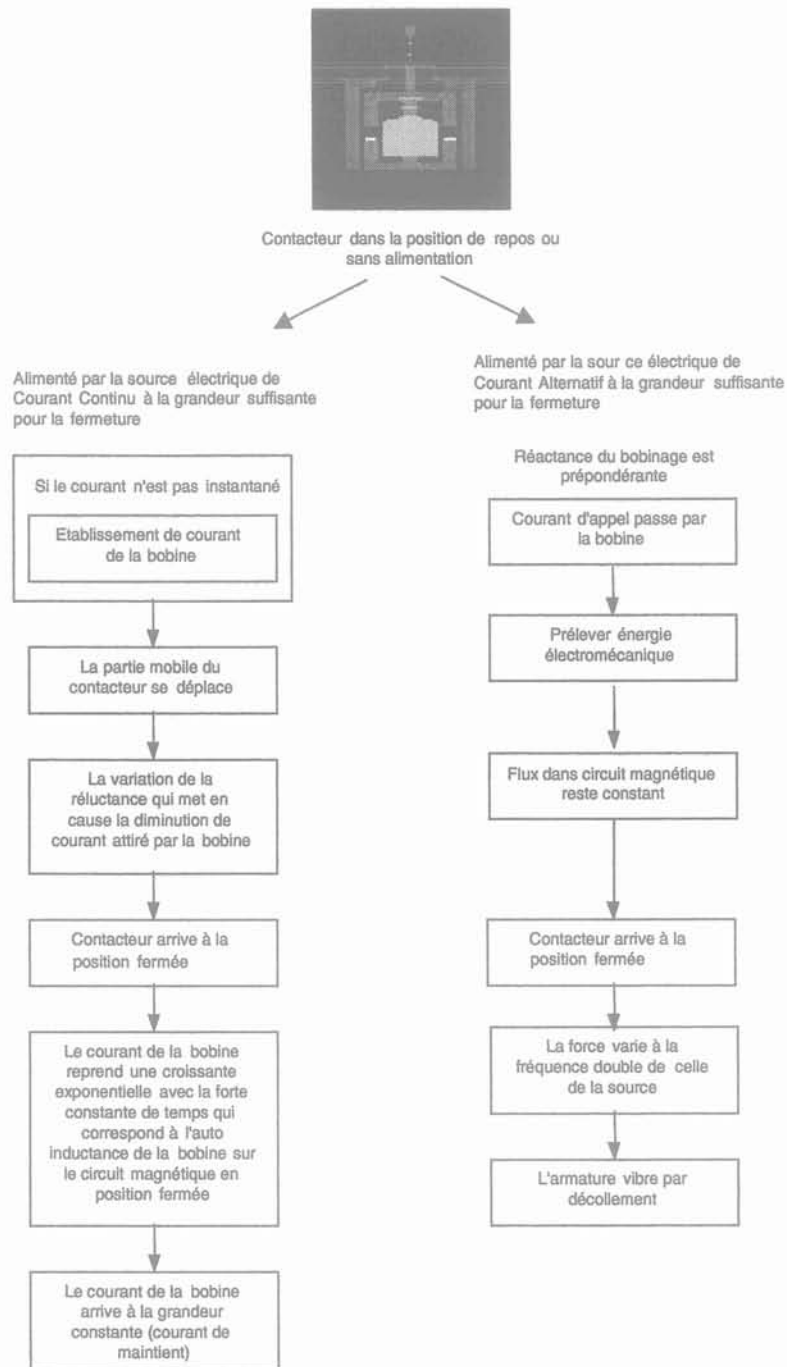 Contacteur dans la position de repos ou
sans alimentation
Alimenté par la source électrique de
Courant Continu à la grandeur suffisante
pour la fermeture
Si le courant n'est pas instantané
Etablissement de courant
de la bobine
La partie mobile du
contacteur se déplace
La variation de la
réluctance qui met en
cause la diminution de
courant attiré par la bobine
Contacteur arrive à la
position fermée
Le courant de la bobine
reprend une croissante
exponentielle avec la forte
constante de temps qui
correspond à l'auto
inductance de la bobine sur
le circuit magnétique en
position fermée
Le courant de la bobine
arrive à la grandeur
constante (courant de
maintient)
Alimenté par la sour ce électrique de
Courant Alternatif à la grandeur suffisante
pour la fermeture
Réactance du bobinage est
prépondérante
Courant d'appel passe par
la bobine
Prélever énergie
électromécanique
Flux dans circuit magnétique
reste constant
Contacteur arrive à la
position fermée
La force varie à la
fréquence double de celle
de la source
L'armature vibre par
décollement